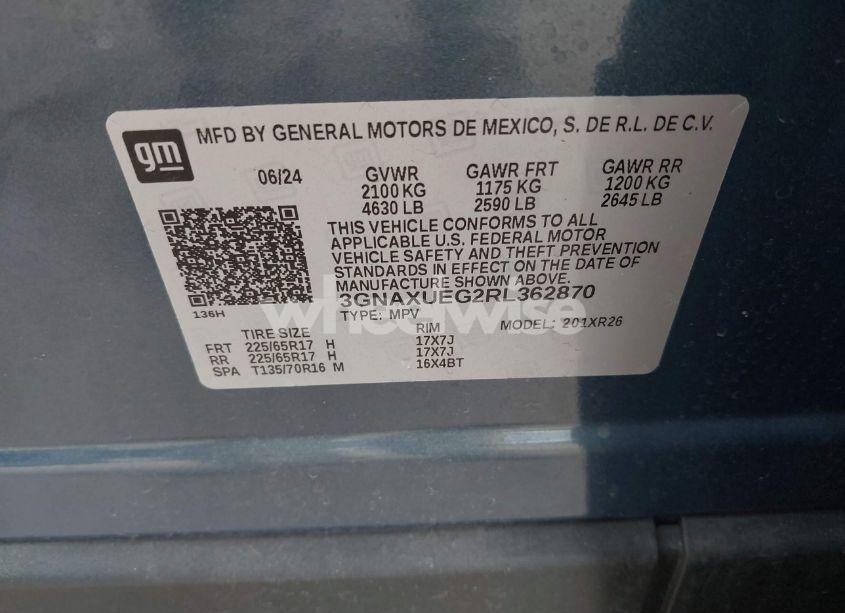 gm
MFD BY GENERAL MOTORS DE MEXICO, S. DE R.L. DE C.V.
06/24 GVWR GAWR FRT GAWR RR
2100 KG 1175 KG 1200 KG
4630 LB 2590 LB 2645 LB
THIS VEHICLE CONFORMS TO ALL
APPLICABLE U.S. FEDERAL MOTOR
VEHICLE SAFETY AND THEFT PREVENTION
STANDARDS IN EFFECT ON THE DATE OF
MANUFACTURE SHOWN ABOVE.
3GNAXUEG2RL362870
136H
TYPE: MPV MODEL: 201XR26
TIRE SIZE RIM
FRT 225/65R17 H 17X7J
RR 225/65R17 H 17X7J
SPA T135/70R16 M 16X4BT
wheelwise